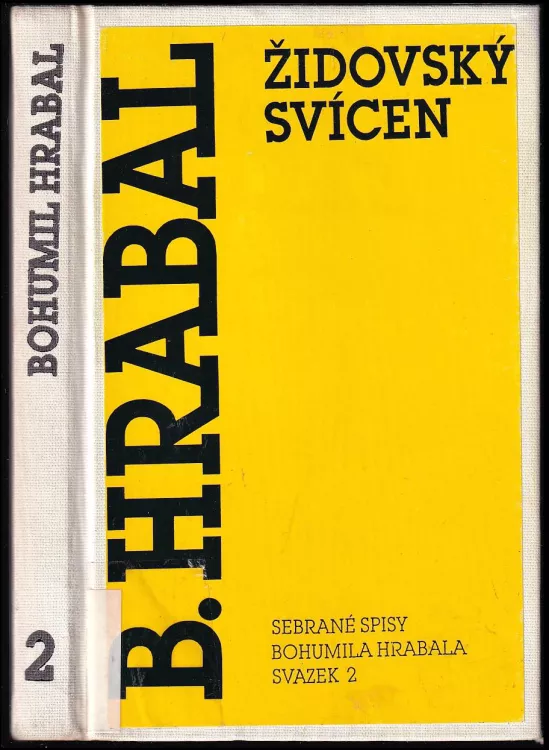 BOHUMIL HRABAL
2
B. HRABAL
ŽIDOVSKÝ
SVÍCEN
SEBRANÉ SPISY
BOHUMILA HRABALA
SVAZEK 2